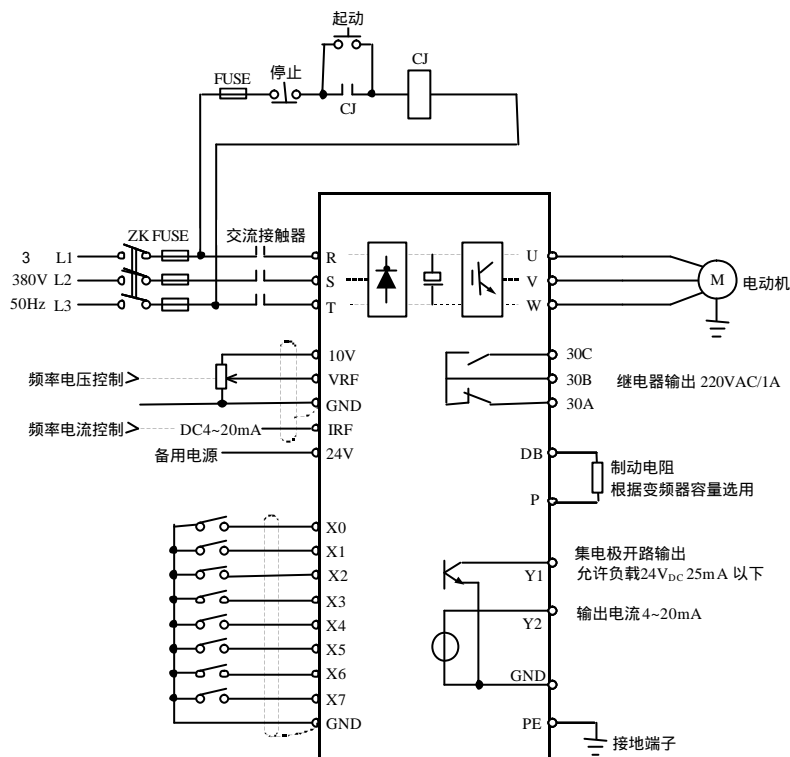 起动
FUSE 停止 CJ
CJ
ZK FUSE 交流接触器
3 L1 R U
380V L2 S V M 电动机
50Hz L3 T W
10V 30C
频率电压控制 VRF 30B 继电器输出 220VAC/1A
GND 30A
频率电流控制 DC4~20mA IRF
备用电源 24V DB 制动电阻
P 根据变频器容量选用
X0
X1 集电极开路输出
X2 Y1 允许负载24VDC 25mA 以下
X3
X4 Y2 输出电流4~20mA
X5
X6 GND
X7
GND PE 接地端子